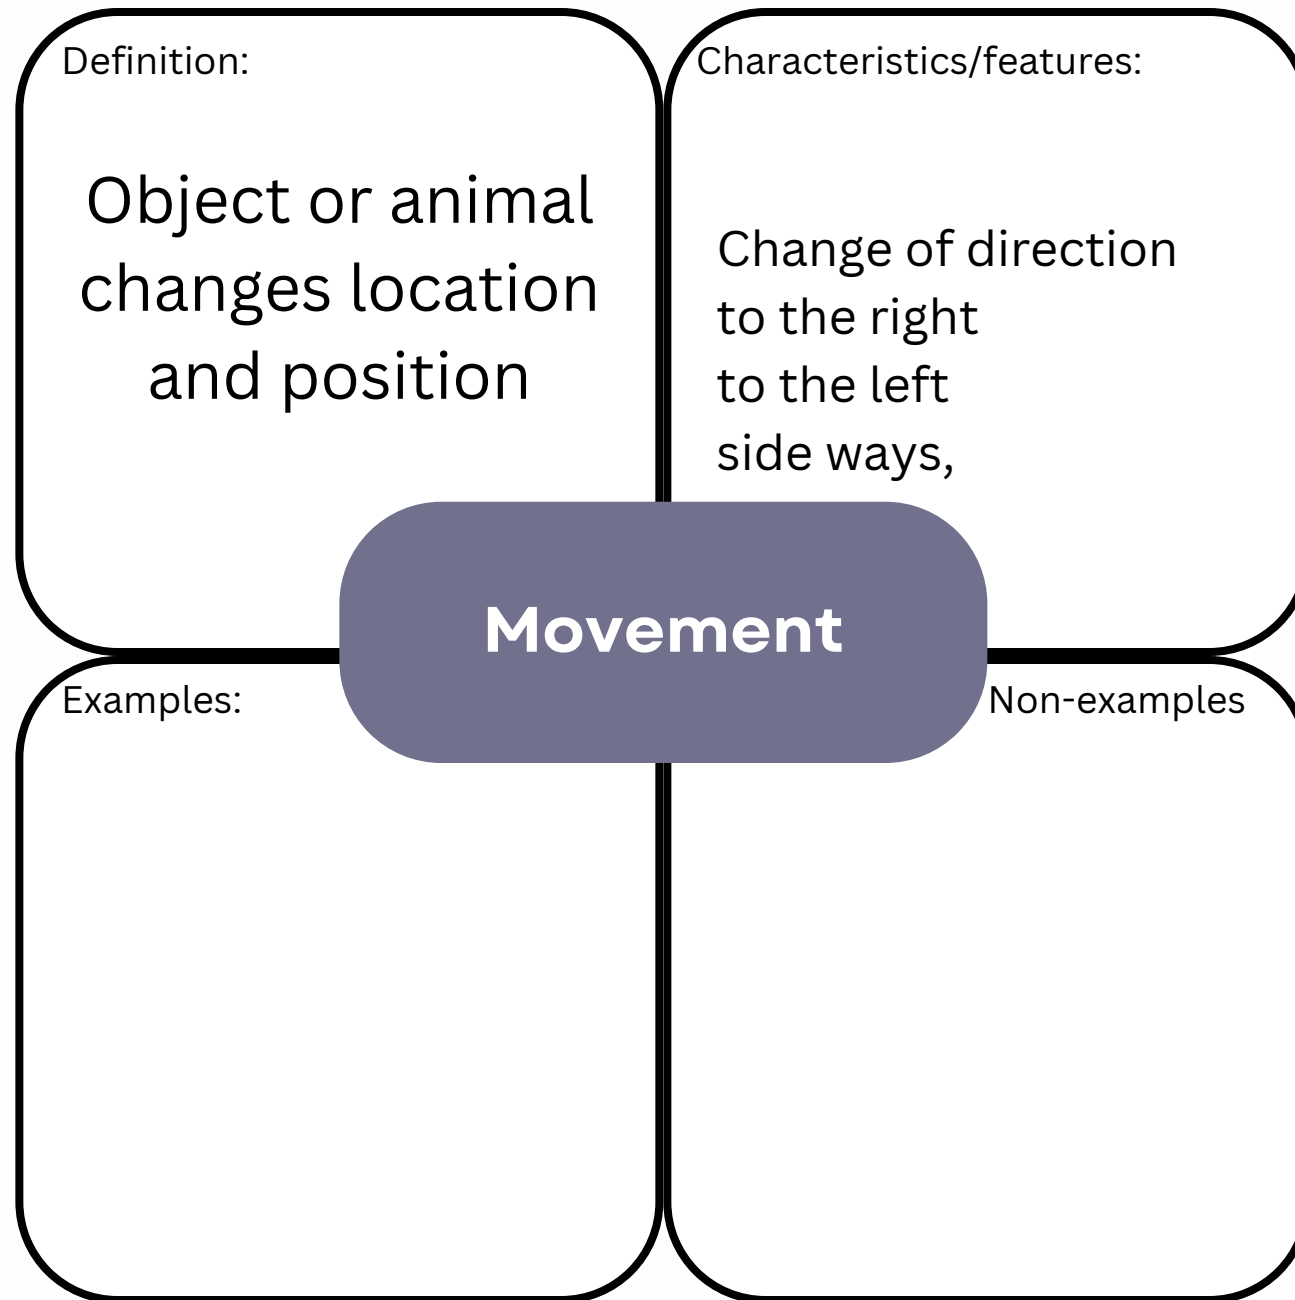 Definition:
Object or animal
changes location
and position
Characteristics/features:
Change of direction
to the right
to the left
side ways,
Movement
Examples:
Non-examples